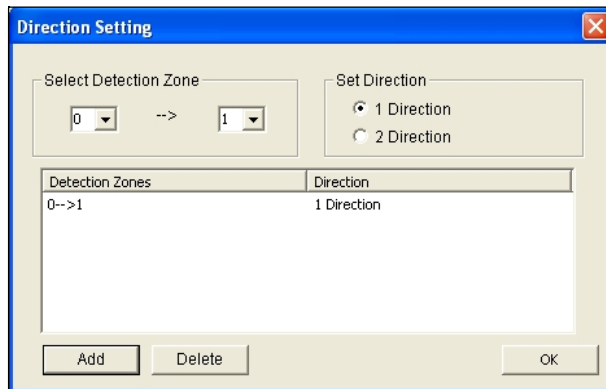 Direction Setting
Select Detection Zone
0 --> 1
Set Direction
1 Direction
2 Direction
Detection Zones Direction
0-->1 1 Direction
Add Delete OK